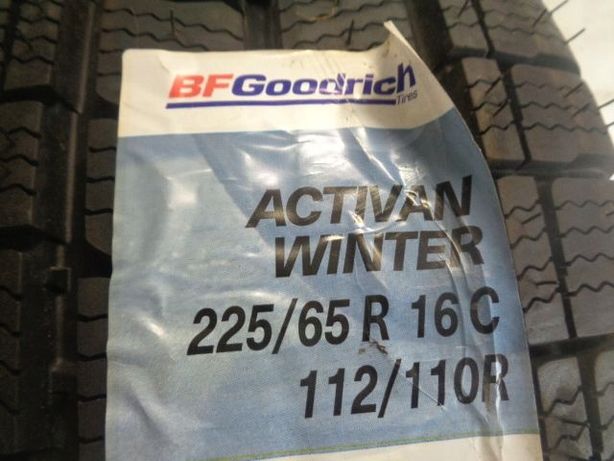 BFGoodrich
Tires
ACTIVAN
WINTER
225/65 R 16 C
112/110R